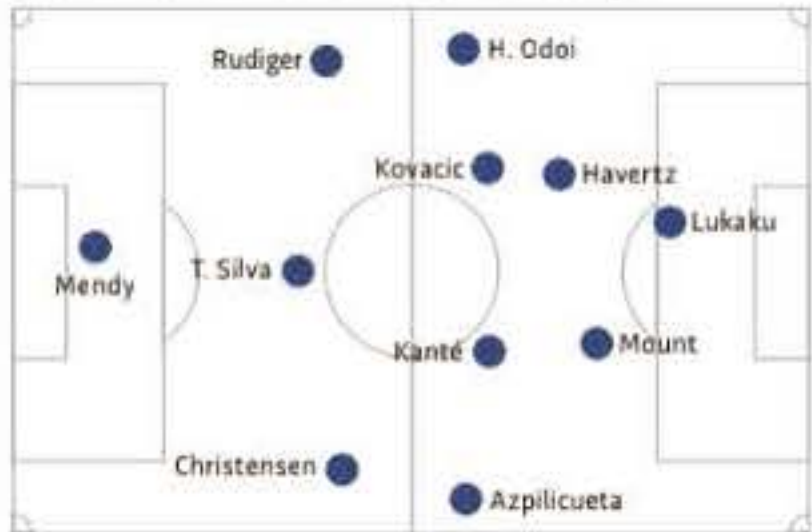 Rudiger
H. Odoi
Kovacic
Havertz
Lukaku
T. Silva
Mendy
Kanté
Mount
Christensen
Azpilicueta